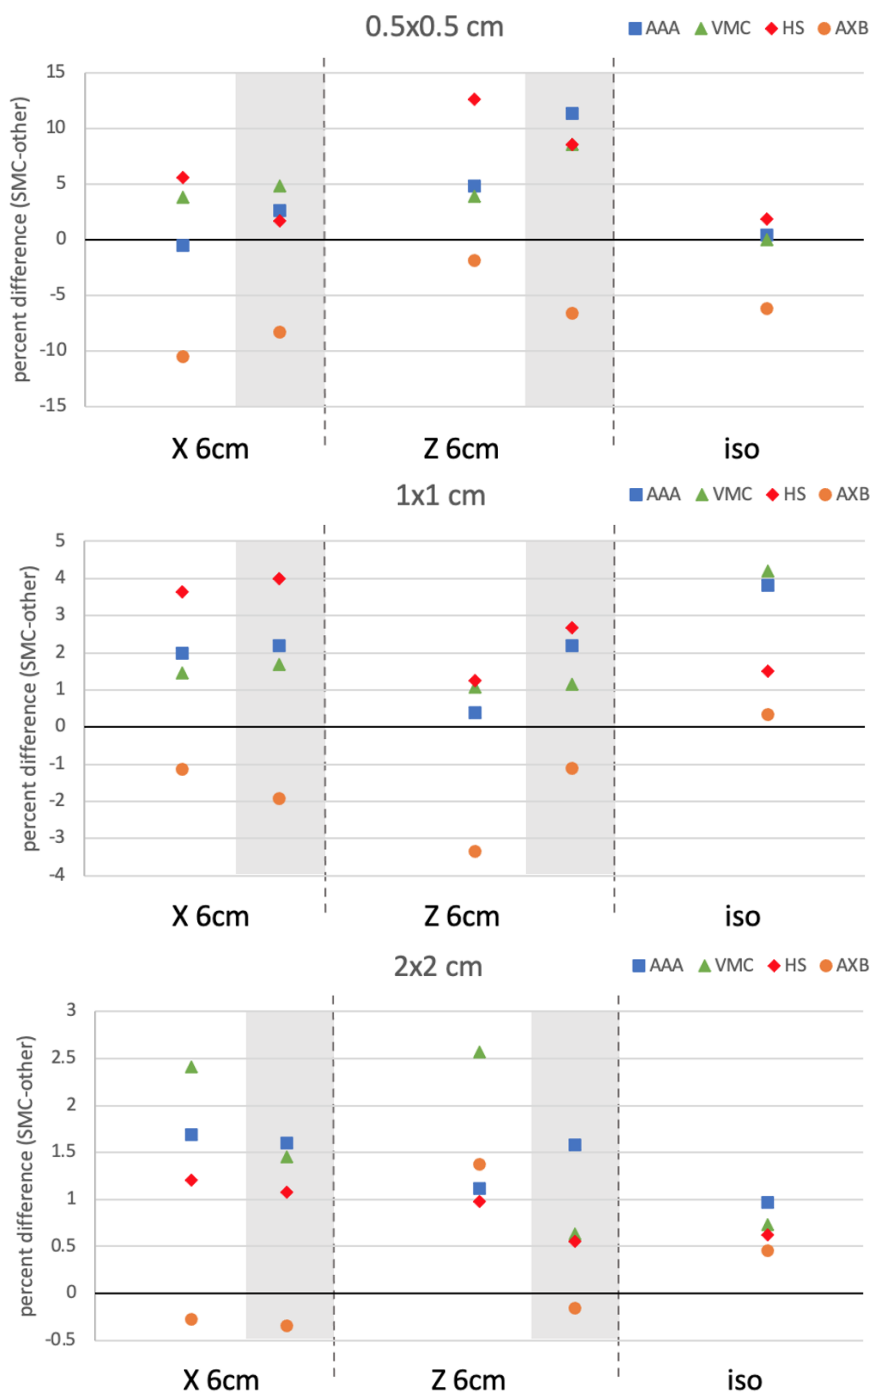 0.5x0.5 cm
AAA VMC HS AXB
percent difference (SMC-other)
15
10
5
0
-5
-10
-15
X 6cm Z 6cm iso
1x1 cm
AAA VMC HS AXB
percent difference (SMC-other)
5
4
3
2
1
0
-1
-2
-3
-4
X 6cm Z 6cm iso
2x2 cm
AAA VMC HS AXB
percent difference (SMC-other)
3
2.5
2
1.5
1
0.5
0
-0.5
X 6cm Z 6cm iso